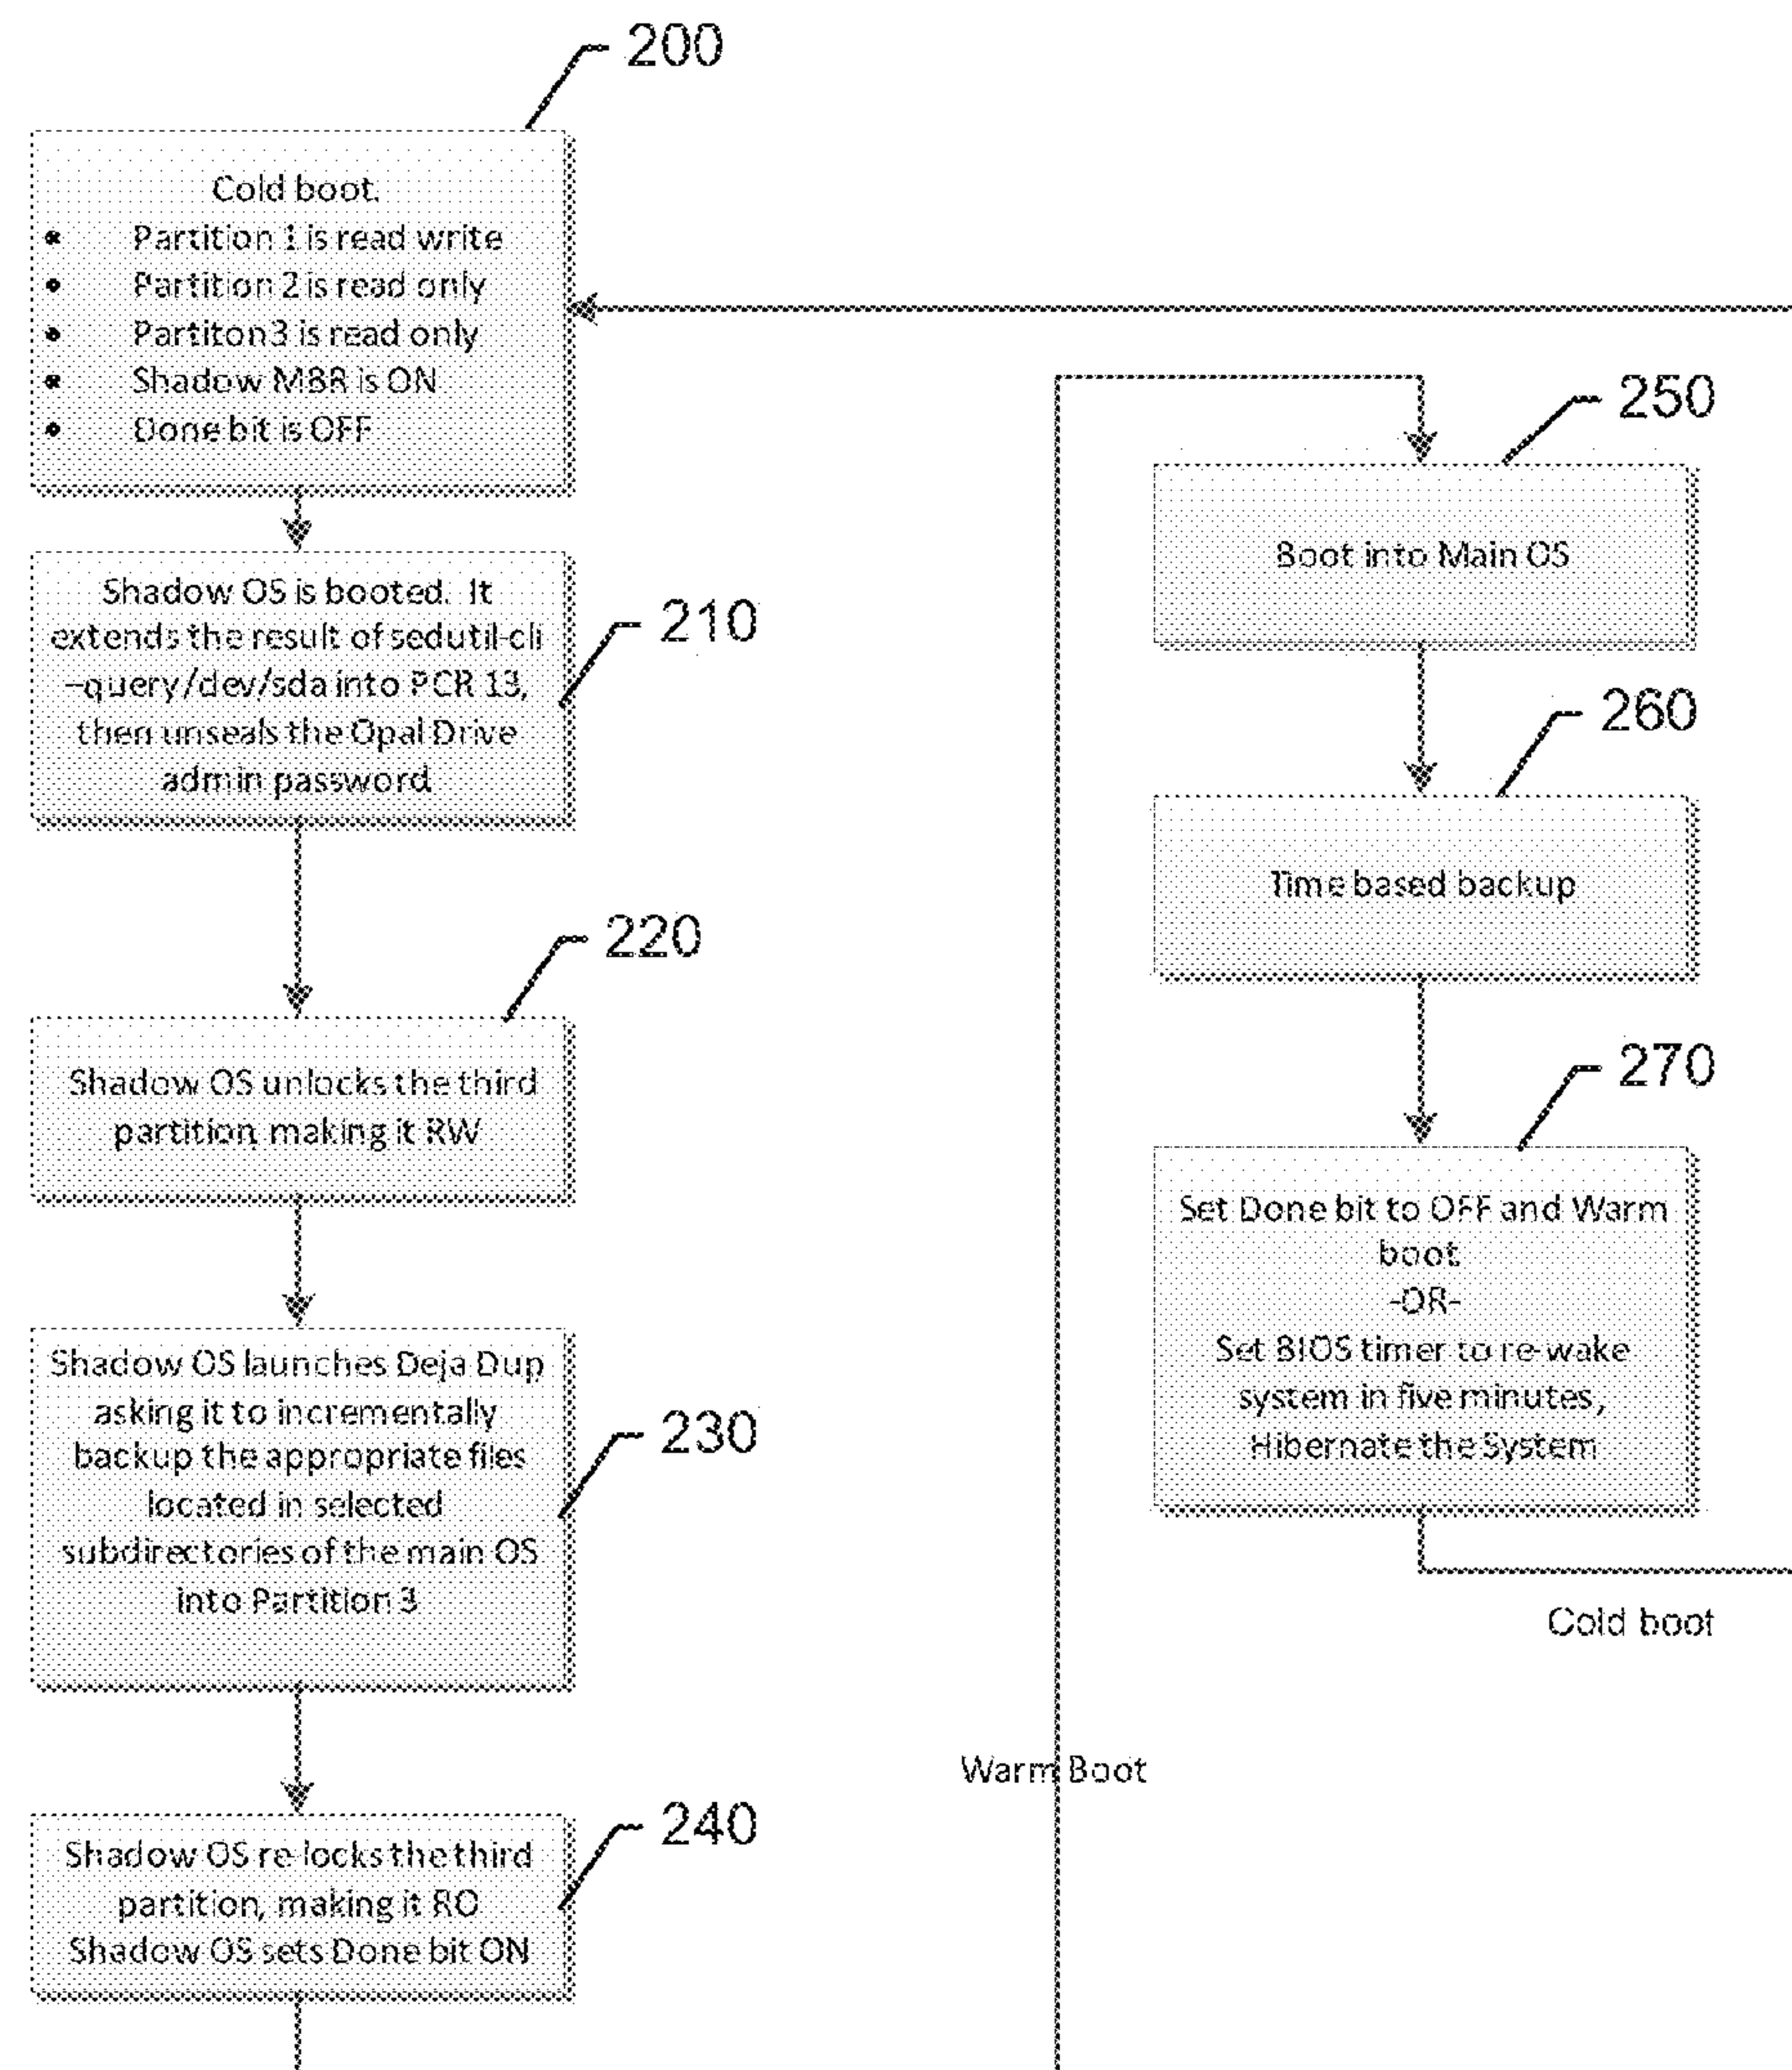 200
Cold boot.
• Partition 1 is read write
• Partition 2 is read only
• Partiton 3 is read only
• Shadow MBR is ON
• Done bit is OFF
Shadow OS is booted. It
extends the result of sedutil-cli
–query/dev/sda into PCR 13,
then unseals the Opal Drive
admin password
210
220
Shadow OS unlocks the third
partition, making it RW
Shadow OS launches Deja Dup
asking it to incrementally
backup the appropriate files
located in selected
subdirectories of the main OS
into Partition 3
230
240
Shadow OS re-locks the third
partition, making it RO
Shadow OS sets Done bit ON
Warm Boot
250
Boot into Main OS
260
Time based backup
270
Set Done bit to OFF and Warm
boot
-OR-
Set BIOS timer to re-wake
system in five minutes,
Hibernate the System
Cold boot